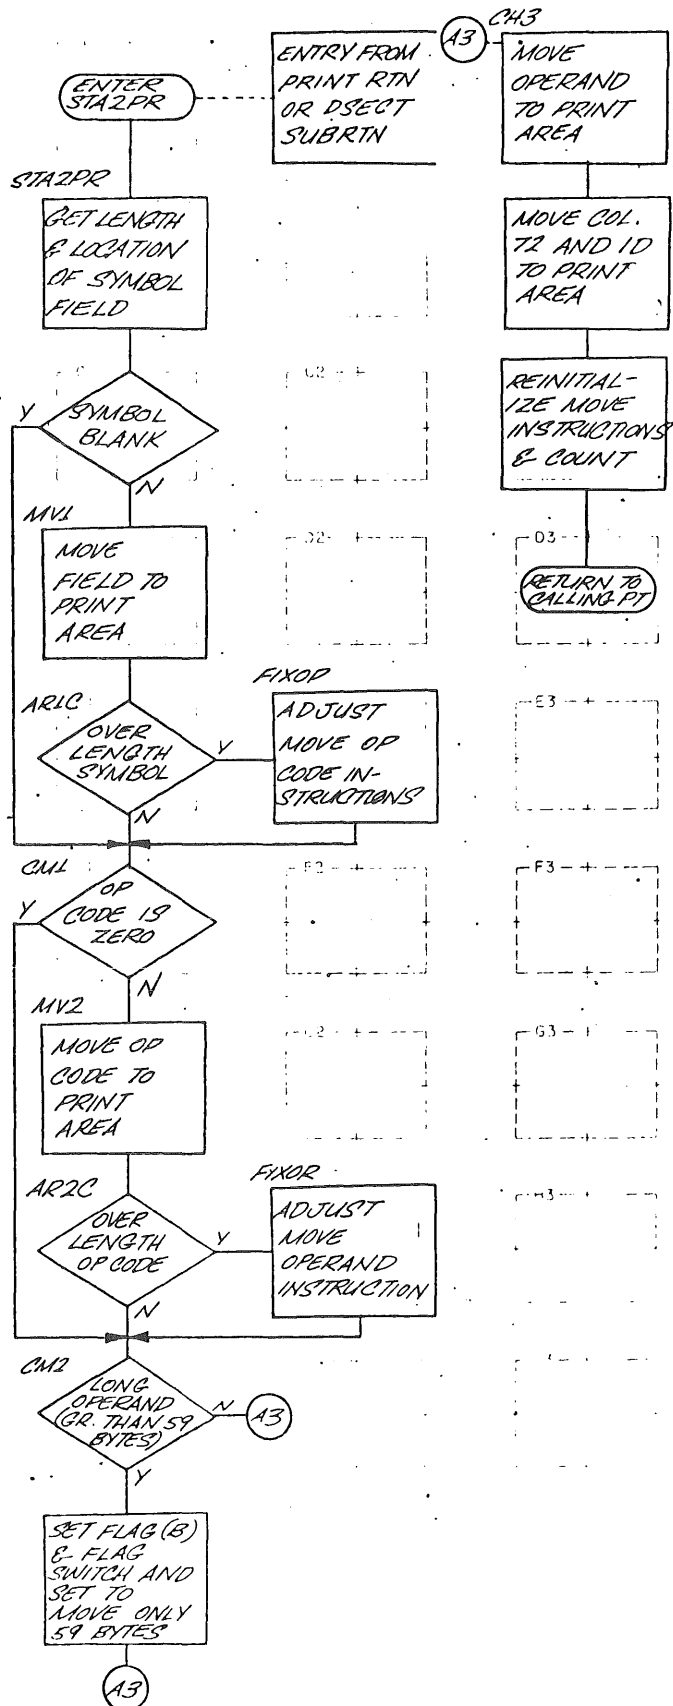 ENTER
STA2PR
ENTRY FROM
PRINT RTN
OR DSECT
SUBRTN
STA2PR
GET LENGTH
& LOCATION
OF SYMBOL
FIELD
SYMBOL
BLANK
Y
N
MV1
MOVE
FIELD TO
PRINT
AREA
AR1C
OVER
LENGTH
SYMBOL
Y
N
FIXOP
ADJUST
MOVE OP
CODE IN-
STRUCTIONS
CM1
OP
CODE IS
ZERO
Y
N
MV2
MOVE OP
CODE TO
PRINT
AREA
AR2C
OVER
LENGTH
OP CODE
Y
N
FIXOR
ADJUST
MOVE
OPERAND
INSTRUCTION
CM2
LONG
OPERAND
(GR. THAN 59
BYTES)
N
A3
Y
SET FLAG (B)
& FLAG
SWITCH AND
SET TO
MOVE ONLY
59 BYTES
A3
A3
CH3
MOVE
OPERAND
TO PRINT
AREA
MOVE COL.
72 AND ID
TO PRINT
AREA
REINITIAL-
IZE MOVE
INSTRUCTIONS
& COUNT
D3
RETURN TO
CALLING PT
E3
F3
G3